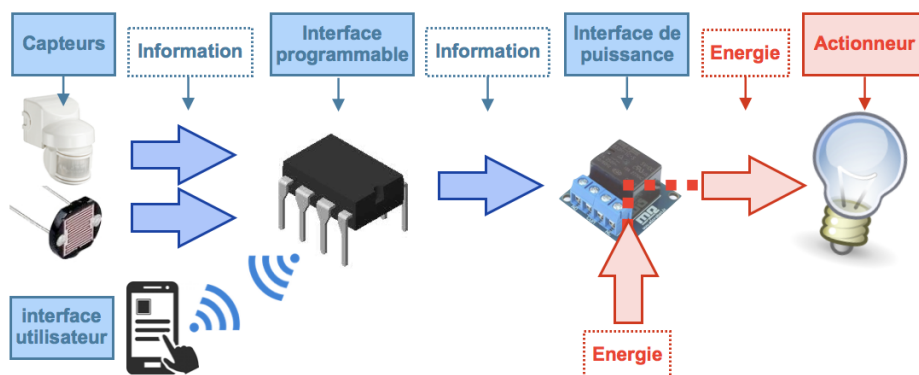 Capteurs
Information
Interface
programmable
Information
Interface de
puissance
Energie
Actionneur
interface
utilisateur
Energie